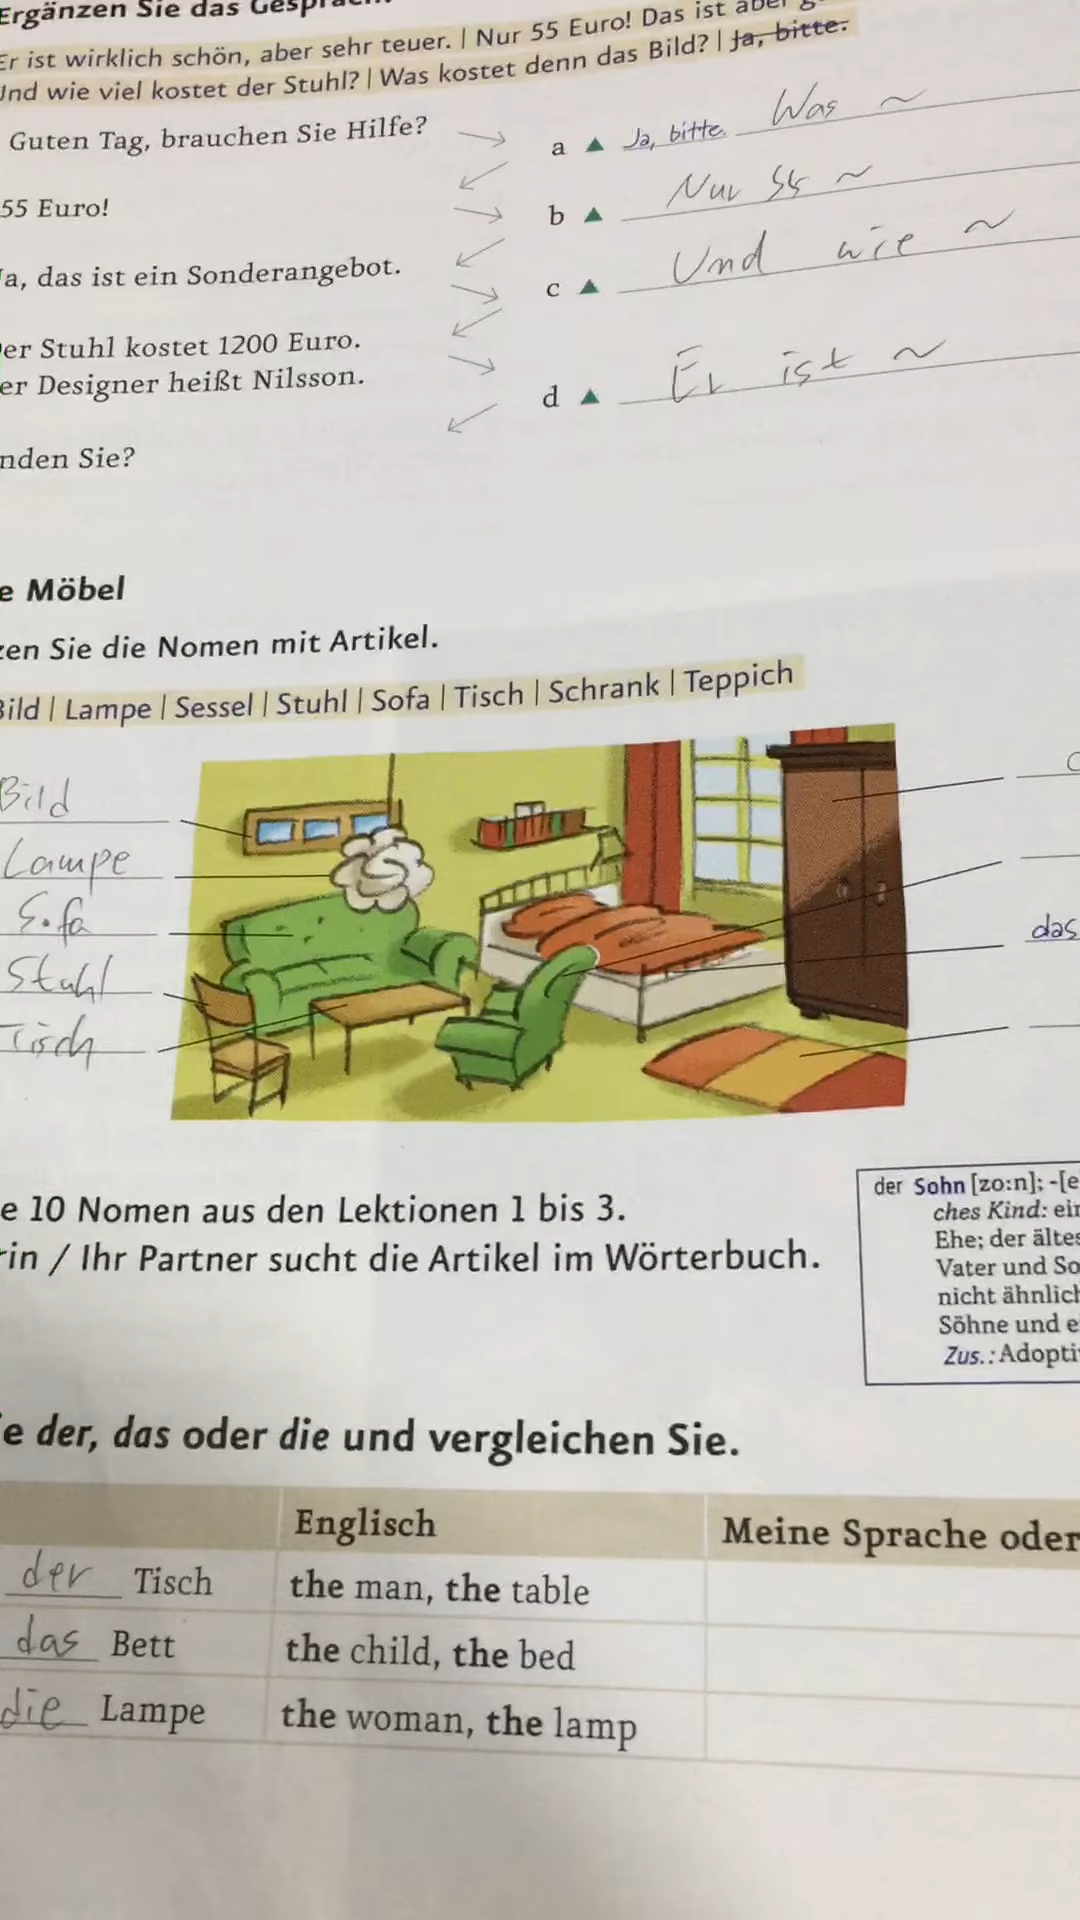 Ergänzen Sie das Gespräch.
Er ist wirklich schön, aber sehr teuer. | Nur 55 Euro! Das ist aber
Und wie viel kostet der Stuhl? | Was kostet denn das Bild? | Ja, bitte.
Guten Tag, brauchen Sie Hilfe?
a ▲ Ja, bitte. Was ~
55 Euro!
b ▲ Nur 55 ~
Ja, das ist ein Sonderangebot.
c ▲ Und wie ~
Der Stuhl kostet 1200 Euro.
er Designer heißt Nilsson.
d ▲ Er ist ~
nden Sie?
e Möbel
zen Sie die Nomen mit Artikel.
Bild | Lampe | Sessel | Stuhl | Sofa | Tisch | Schrank | Teppich
Bild
Lampe
Sofa
das
Stuhl
Tisch
e 10 Nomen aus den Lektionen 1 bis 3.
rin / Ihr Partner sucht die Artikel im Wörterbuch.
der Sohn [zo:n]; -[e
ches Kind: ein
Ehe; der ältes
Vater und So
nicht ähnlich
Söhne und e
Zus.: Adopti
ie der, das oder die und vergleichen Sie.
Englisch Meine Sprache oder
der Tisch the man, the table
das Bett the child, the bed
die Lampe the woman, the lamp